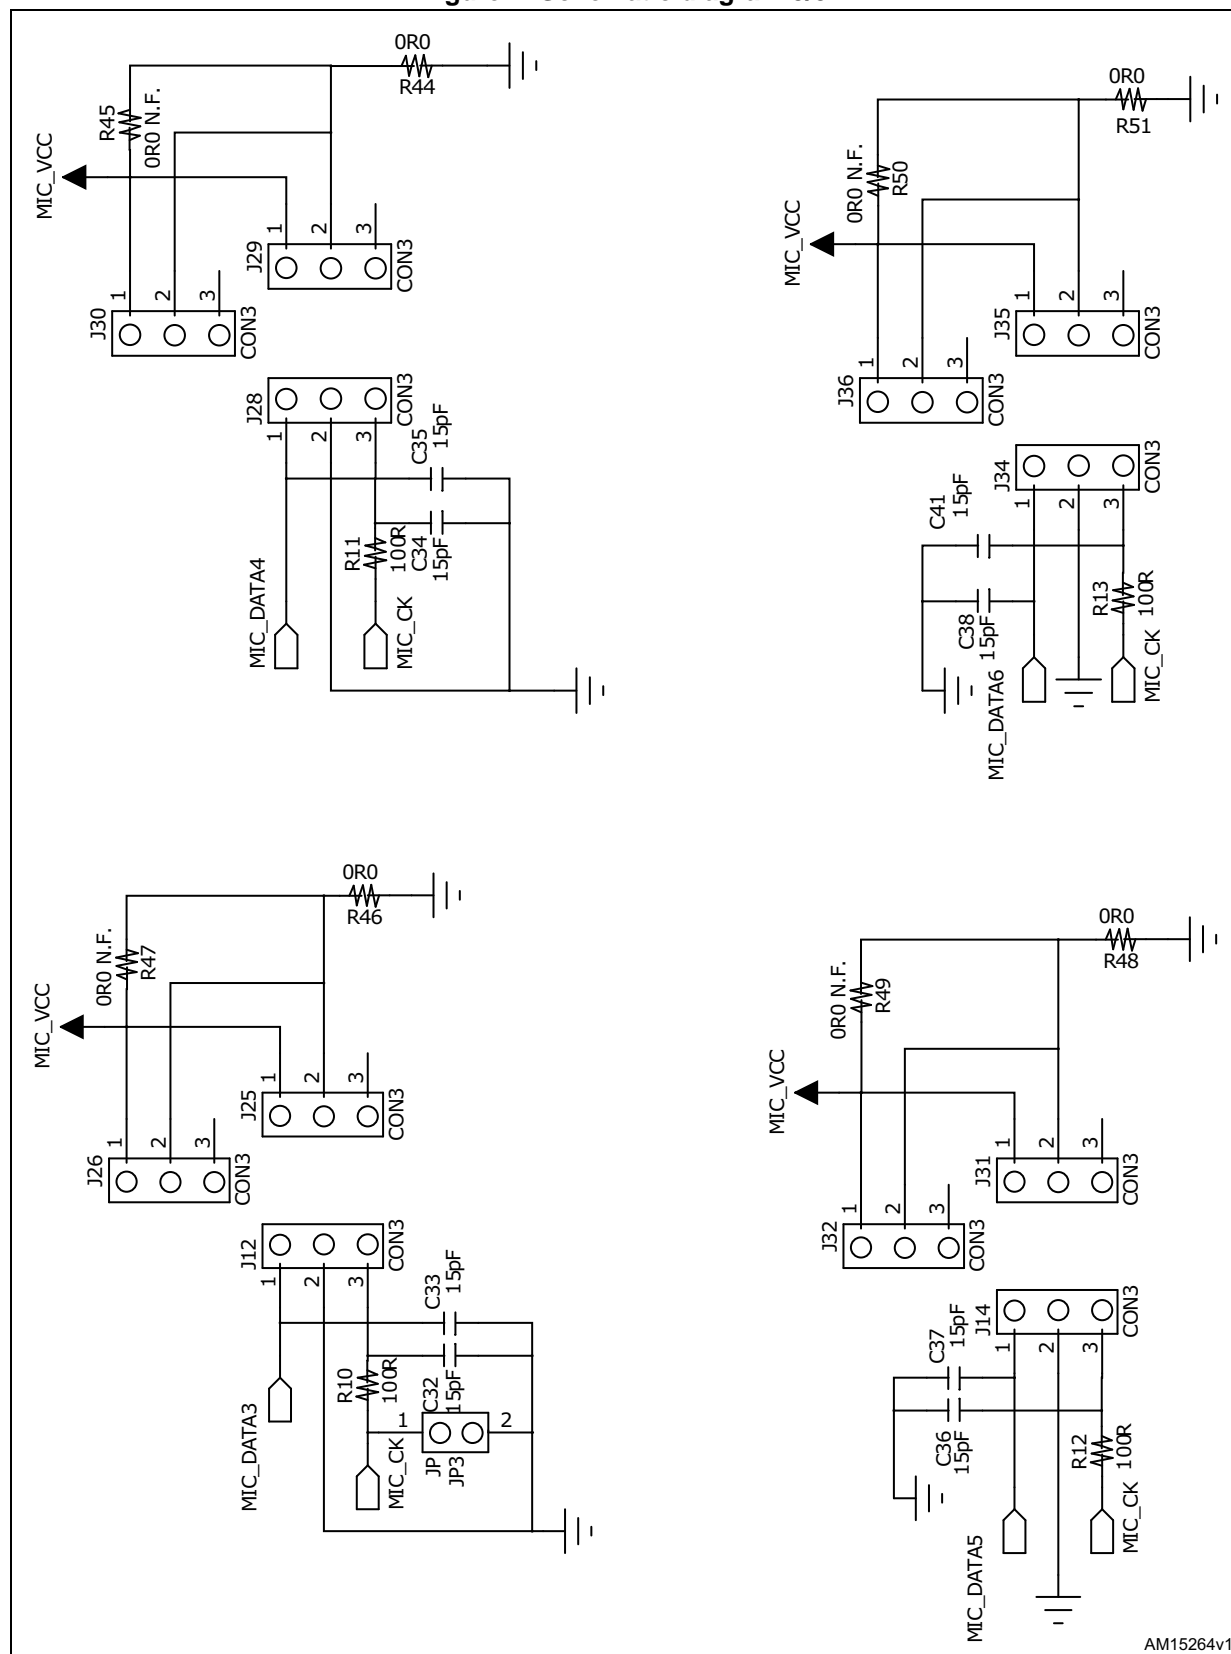 0R0
R44
R45
0R0 N.F.
MIC_VCC
1
2
3
J29
CON3
1
2
3
J30
CON3
J28
CON3
1
2
3
C35
15pF
R11
100R
C34
15pF
MIC_DATA4
MIC_CK
0R0
R51
0R0 N.F.
R50
MIC_VCC
1
2
3
J35
CON3
1
2
3
J36
CON3
J34
CON3
1
2
3
C41
15pF
C38
15pF
R13
100R
MIC_DATA6
MIC_CK
0R0
R46
0R0 N.F.
R47
MIC_VCC
1
2
3
J25
CON3
1
2
3
J26
CON3
J12
CON3
1
2
3
C33
15pF
R10
100R
C32
15pF
1
2
JP
JP3
MIC_DATA3
MIC_CK
0R0
R48
0R0 N.F.
R49
MIC_VCC
1
2
3
J31
CON3
1
2
3
J32
CON3
J14
CON3
1
2
3
C37
15pF
C36
15pF
R12
100R
MIC_DATA5
MIC_CK
AM15264v1